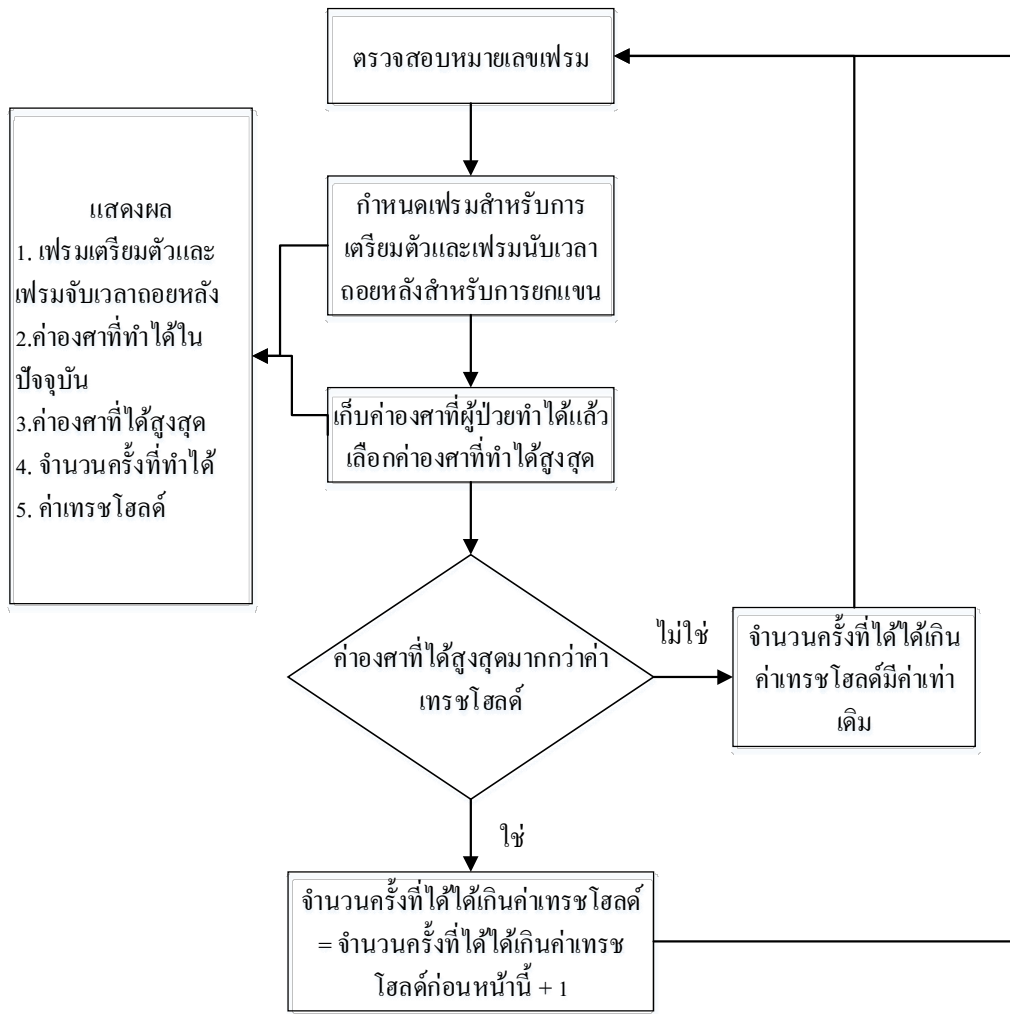 ตรวจสอบหมายเลขเฟรม
กำหนดเฟรมสำหรับการ
เตรียมตัวและเฟรมนับเวลา
ถอยหลังสำหรับการยกแขน
แสดงผล
1. เฟรมเตรียมตัวและ
เฟรมจับเวลาถอยหลัง
2.ค่าองศาที่ทำได้ใน
ปัจจุบัน
3.ค่าองศาที่ได้สูงสุด
4. จำนวนครั้งที่ทำได้
5. ค่าเทรชโฮลด์
เก็บค่าองศาที่ผู้ป่วยทำได้แล้ว
เลือกค่าองศาที่ทำได้สูงสุด
ค่าองศาที่ได้สูงสุดมากกว่าค่า
เทรชโฮลด์
ไม่ใช่
จำนวนครั้งที่ได้ได้เกิน
ค่าเทรชโฮลด์มีค่าเท่า
เดิม
ใช่
จำนวนครั้งที่ได้ได้เกินค่าเทรชโฮลด์
= จำนวนครั้งที่ได้ได้เกินค่าเทรช
โฮลด์ก่อนหน้านี้ + 1